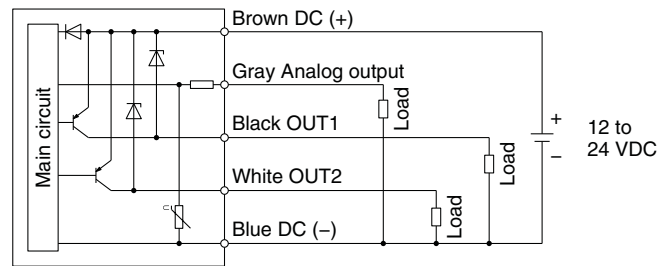 Brown DC (+)
Gray Analog output
Main circuit
Load
Black OUT1
Load
+
−
12 to
24 VDC
White OUT2
Load
Blue DC (−)